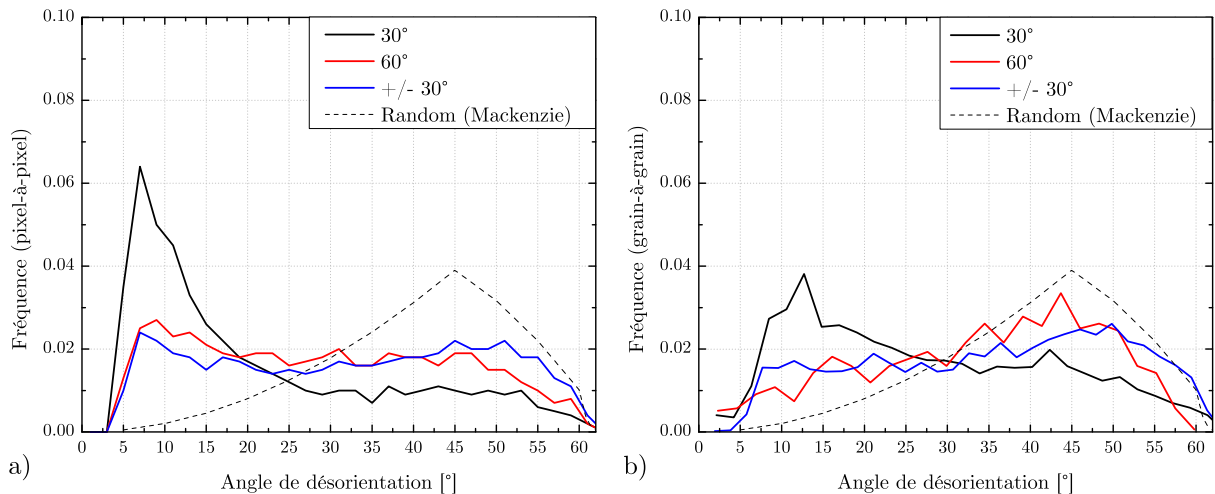 0.10
0.08
0.06
0.04
0.02
0.00
Fréquence (pixel-à-pixel)
30°
60°
+/- 30°
Random (Mackenzie)
0 5 10 15 20 25 30 35 40 45 50 55 60
Angle de désorientation [°]
a)
0.10
0.08
0.06
0.04
0.02
0.00
Fréquence (grain-à-grain)
30°
60°
+/- 30°
Random (Mackenzie)
0 5 10 15 20 25 30 35 40 45 50 55 60
Angle de désorientation [°]
b)